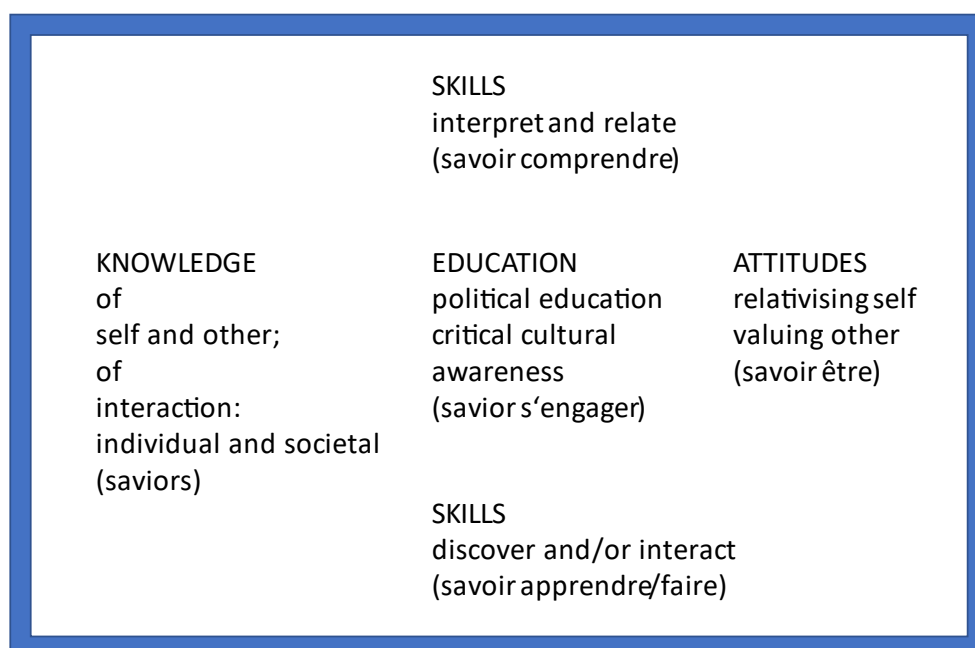 SKILLS
interpret and relate
(savoir comprendre)
KNOWLEDGE
of
self and other;
of
interaction:
individual and societal
(saviors)
EDUCATION
political education
critical cultural
awareness
(savior s‘engager)
ATTITUDES
relativising self
valuing other
(savoir être)
SKILLS
discover and/or interact
(savoir apprendre/faire)